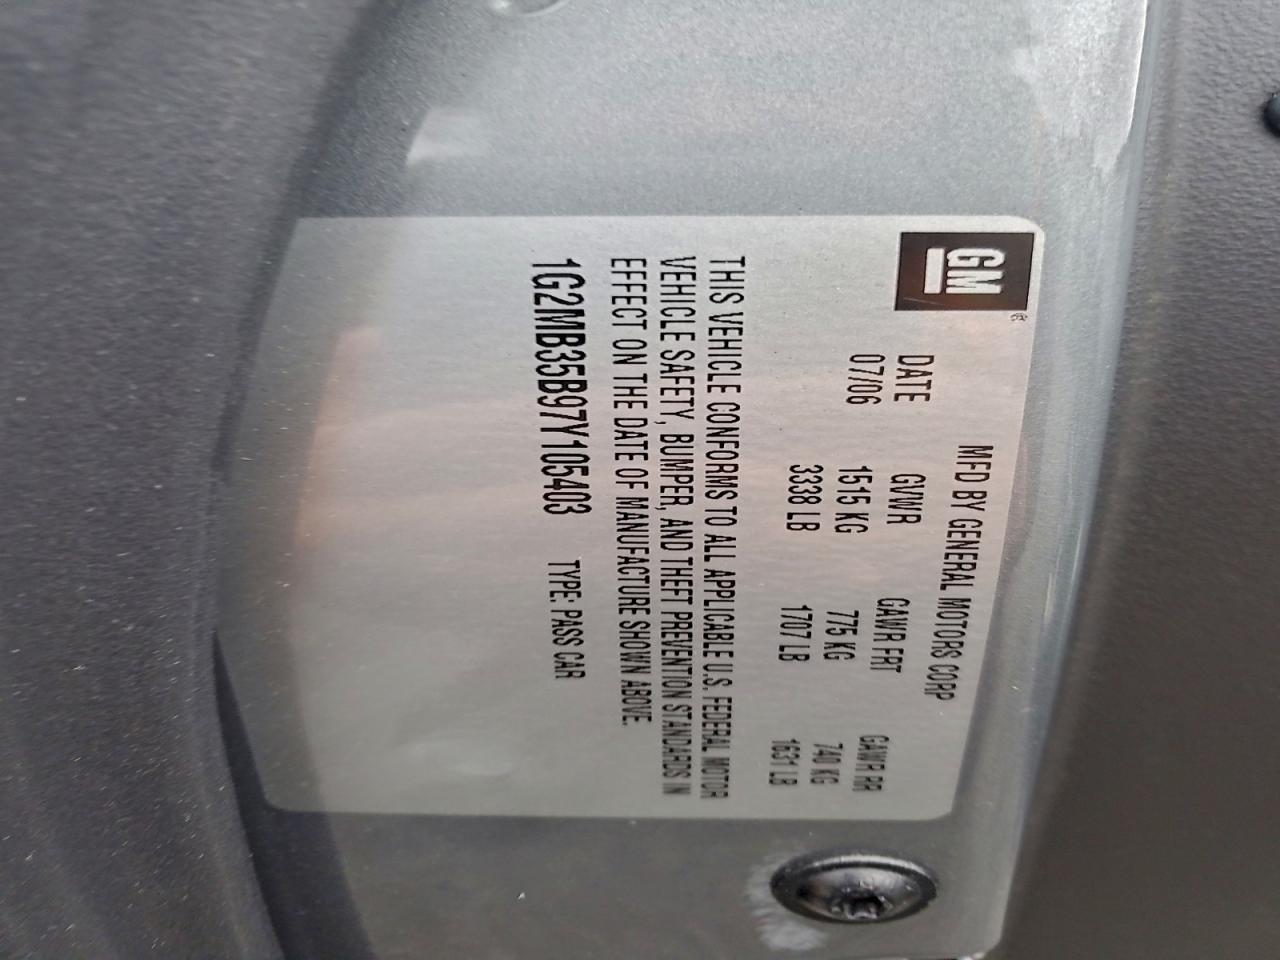 GM
MFD BY GENERAL MOTORS CORP
DATE GVWR GAWR FRT GAWR RR
07/06 1515 KG 775 KG 740 KG
3338 LB 1707 LB 1631 LB
THIS VEHICLE CONFORMS TO ALL APPLICABLE U.S. FEDERAL MOTOR
VEHICLE SAFETY, BUMPER, AND THEFT PREVENTION STANDARDS IN
EFFECT ON THE DATE OF MANUFACTURE SHOWN ABOVE.
1G2MB35B97Y105403 TYPE: PASS CAR